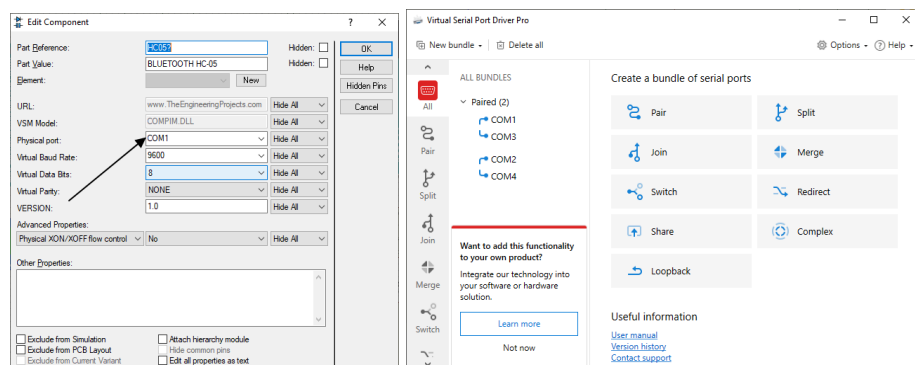 Edit Component
? X
Part Reference: HC05? Hidden:
Part Value: BLUETOOTH HC-05 Hidden:
Element: New
URL: www.TheEngineeringProjects.com Hide All
VSM Model: COMPIM.DLL Hide All
Physical port: COM1 Hide All
Virtual Baud Rate: 9600 Hide All
Virtual Data Bits: 8 Hide All
Virtual Parity: NONE Hide All
VERSION: 1.0 Hide All
Advanced Properties:
Physical XON/XOFF flow control No Hide All
Other Properties:
Exclude from Simulation Attach hierarchy module
Exclude from PCB Layout Hide common pins
Exclude from Current Variant Edit all properties as text
OK
Help
Hidden Pins
Cancel
Virtual Serial Port Driver Pro
New bundle Delete all Options Help
All
Pair
Split
Join
Merge
Switch
ALL BUNDLES
Paired (2)
COM1
COM3
COM2
COM4
Want to add this functionality
to your own product?
Integrate our technology into
your software or hardware
solution.
Learn more
Not now
Create a bundle of serial ports
Pair Split
Join Merge
Switch Redirect
Share Complex
Loopback
Useful information
User manual
Version history
Contact support